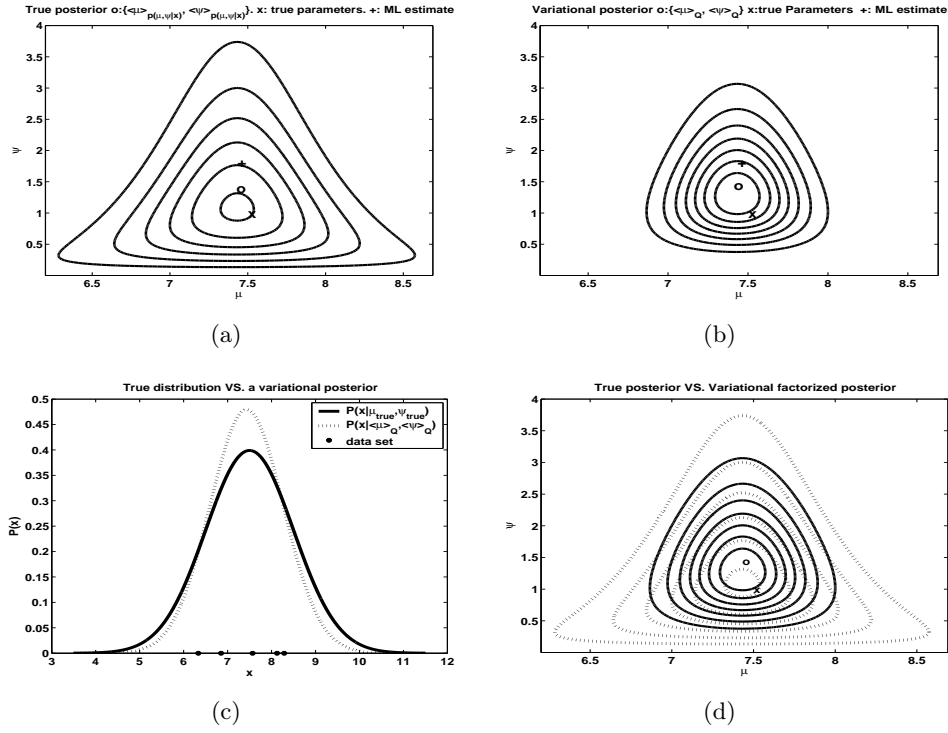 True posterior o:{<μ>p(μ,ψ|x), <ψ>p(μ,ψ|x)}. x: true parameters. +: ML estimate
4
3.5
3
2.5
2
1.5
1
0.5
ψ
+
o
x
6.5 7 7.5 8 8.5
μ
(a)
Variational posterior o:{<μ>Q, <ψ>Q} x:true Parameters +: ML estimate
4
3.5
3
2.5
2
1.5
1
0.5
ψ
+
o
x
6.5 7 7.5 8 8.5
μ
(b)
True distribution VS. a variational posterior
0.5
0.45
0.4
0.35
0.3
0.25
0.2
0.15
0.1
0.05
0
P(x)
P(x|μtrue,ψtrue)
P(x|<μ>Q,<ψ>Q)
data set
3 4 5 6 7 8 9 10 11 12
x
(c)
True posterior VS. Variational factorized posterior
4
3.5
3
2.5
2
1.5
1
0.5
ψ
o
x
6.5 7 7.5 8 8.5
μ
(d)